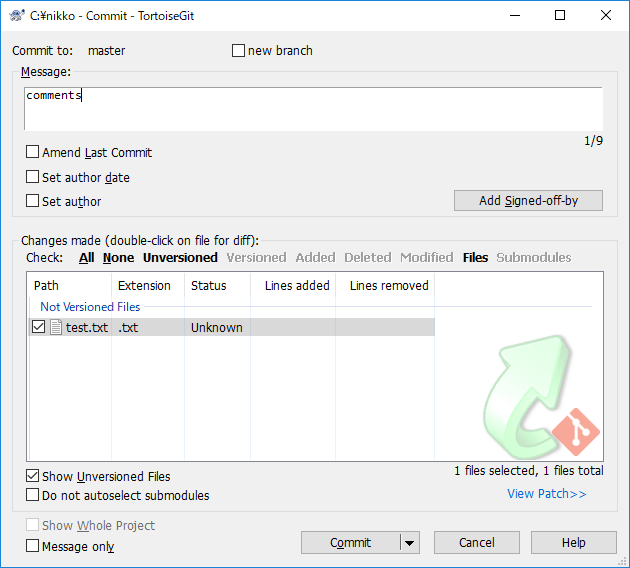 C:¥nikko - Commit - TortoiseGit
Commit to: master new branch
Message:
comments
1/9
Amend Last Commit
Set author date
Set author
Add Signed-off-by
Changes made (double-click on file for diff):
Check: All None Unversioned Versioned Added Deleted Modified Files Submodules
Path Extension Status Lines added Lines removed
Not Versioned Files
test.txt .txt Unknown
Show Unversioned Files
1 files selected, 1 files total
Do not autoselect submodules
View Patch>>
Show Whole Project
Message only
Commit Cancel Help